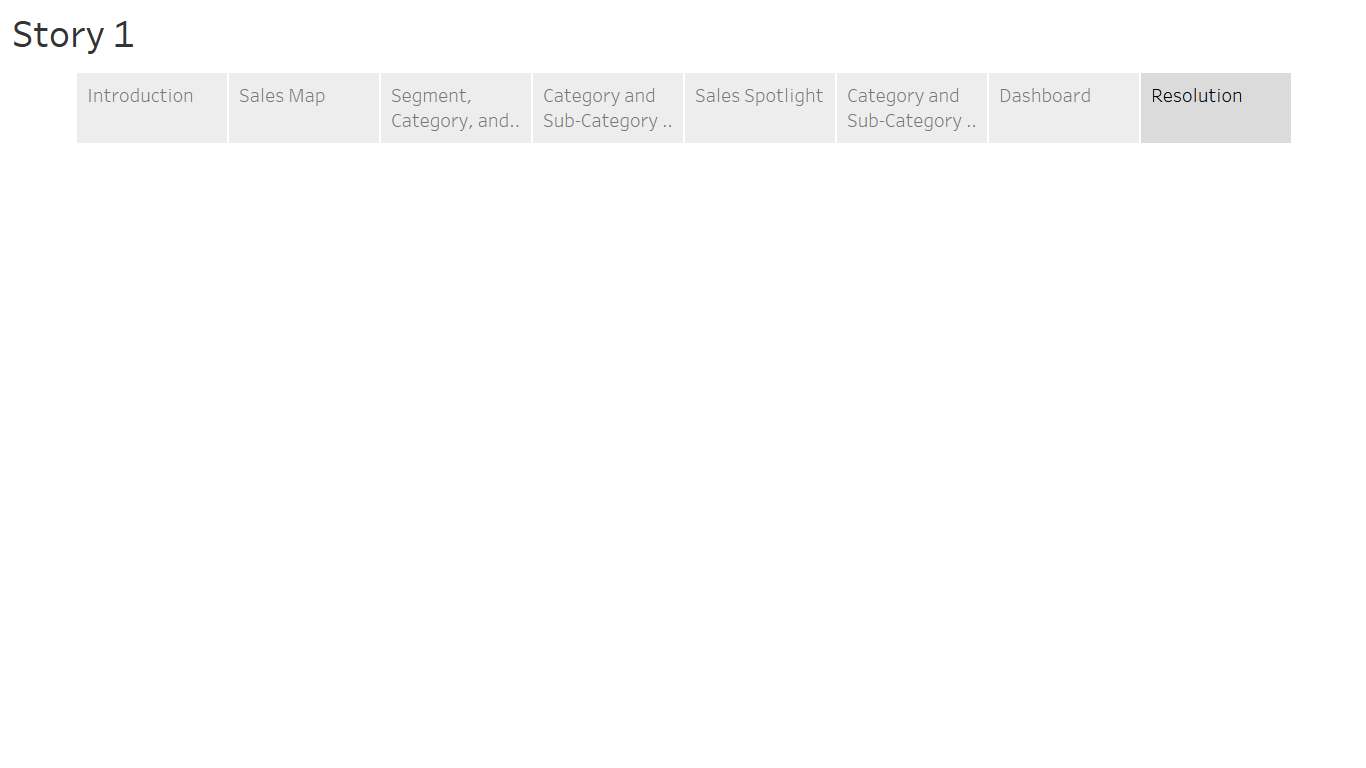 Story 1
Introduction
Sales Map
Segment,
Category, and..
Category and
Sub-Category ..
Sales Spotlight
Category and
Sub-Category ..
Dashboard
Resolution